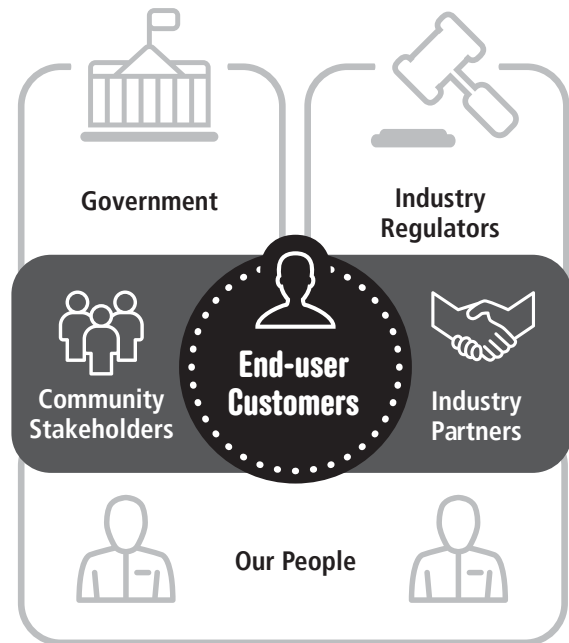 Government
Industry
Regulators
Community
Stakeholders
End-user
Customers
Industry
Partners
Our People